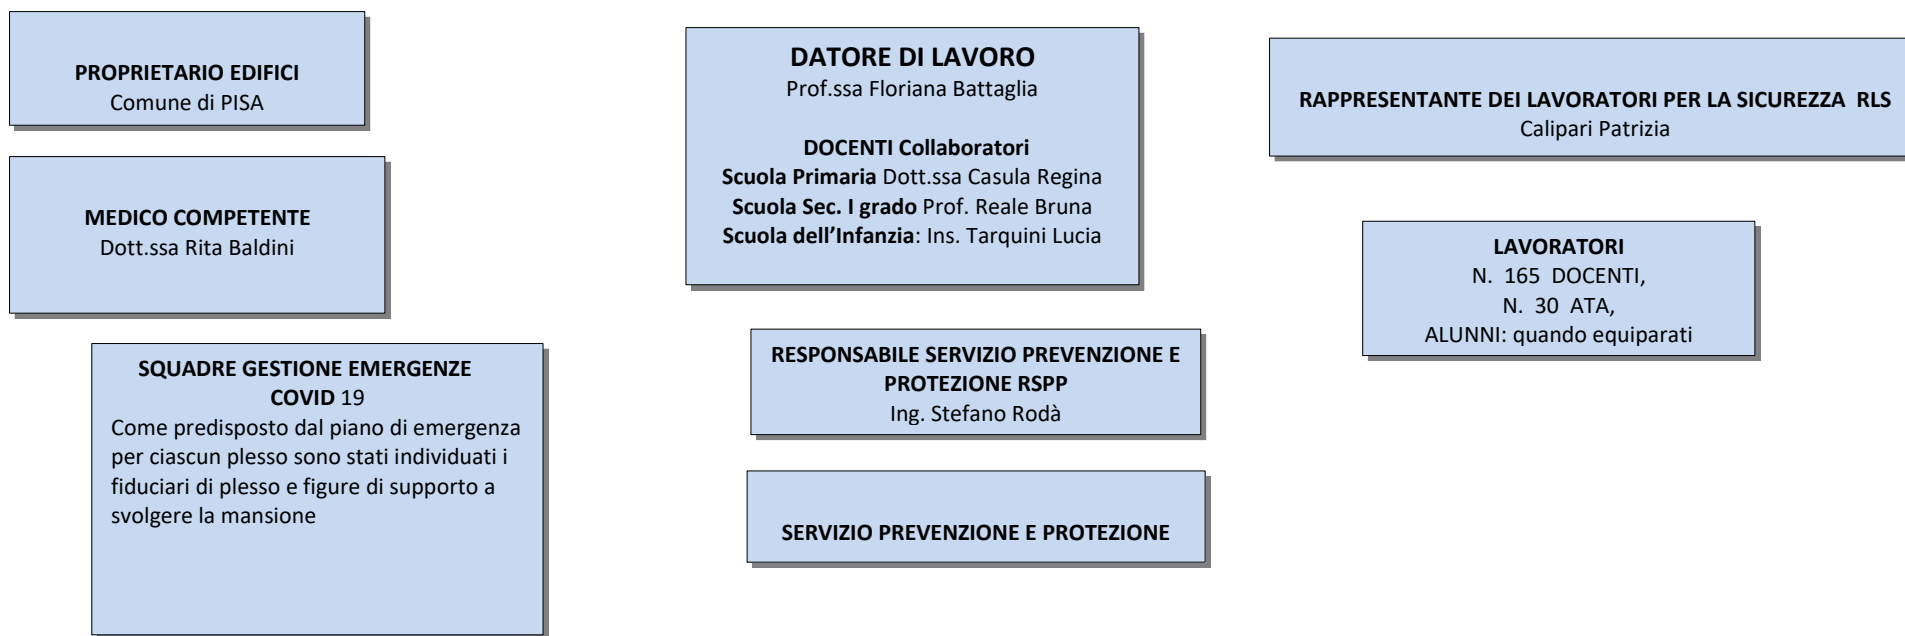 PROPRIETARIO EDIFICI
Comune di PISA
MEDICO COMPETENTE
Dott.ssa Rita Baldini
SQUADRE GESTIONE EMERGENZE
COVID 19
Come predisposto dal piano di emergenza
per ciascun plesso sono stati individuati i
fiduciari di plesso e figure di supporto a
svolgere la mansione
DATORE DI LAVORO
Prof.ssa Floriana Battaglia
DOCENTI Collaboratori
Scuola Primaria Dott.ssa Casula Regina
Scuola Sec. I grado Prof. Reale Bruna
Scuola dell’Infanzia: Ins. Tarquini Lucia
RESPONSABILE SERVIZIO PREVENZIONE E
PROTEZIONE RSPP
Ing. Stefano Rodà
SERVIZIO PREVENZIONE E PROTEZIONE
RAPPRESENTANTE DEI LAVORATORI PER LA SICUREZZA RLS
Calipari Patrizia
LAVORATORI
N. 165 DOCENTI,
N. 30 ATA,
ALUNNI: quando equiparati